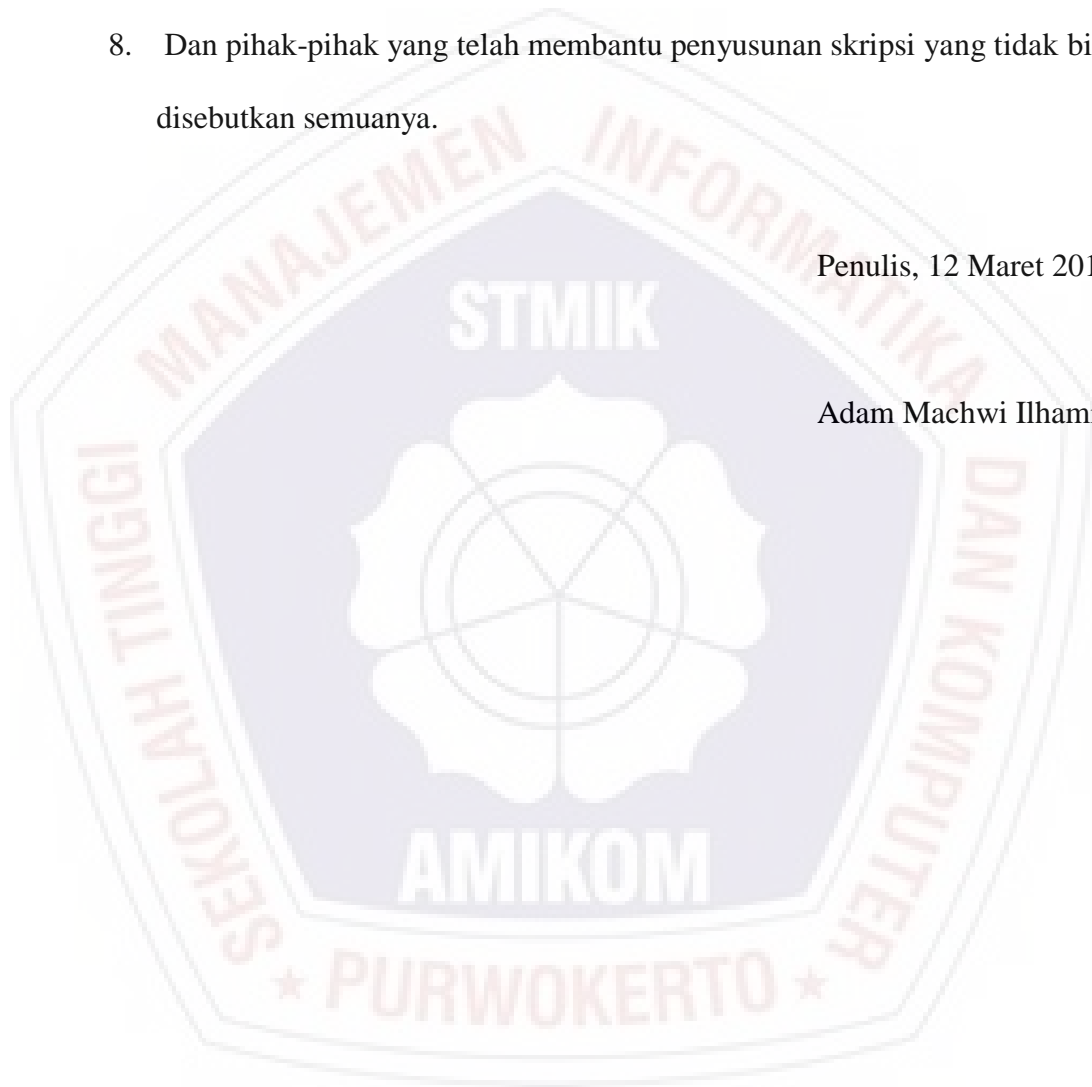 8. Dan pihak-pihak yang telah membantu penyusunan skripsi yang tidak bi
disebutkan semuanya.
Penulis, 12 Maret 201
Adam Machwi Ilham
SEKOLAH TINGGI MANAJEMEN INFORMATIKA DAN KOMPUTER
STMIK
AMIKOM
★ PURWOKERTO ★